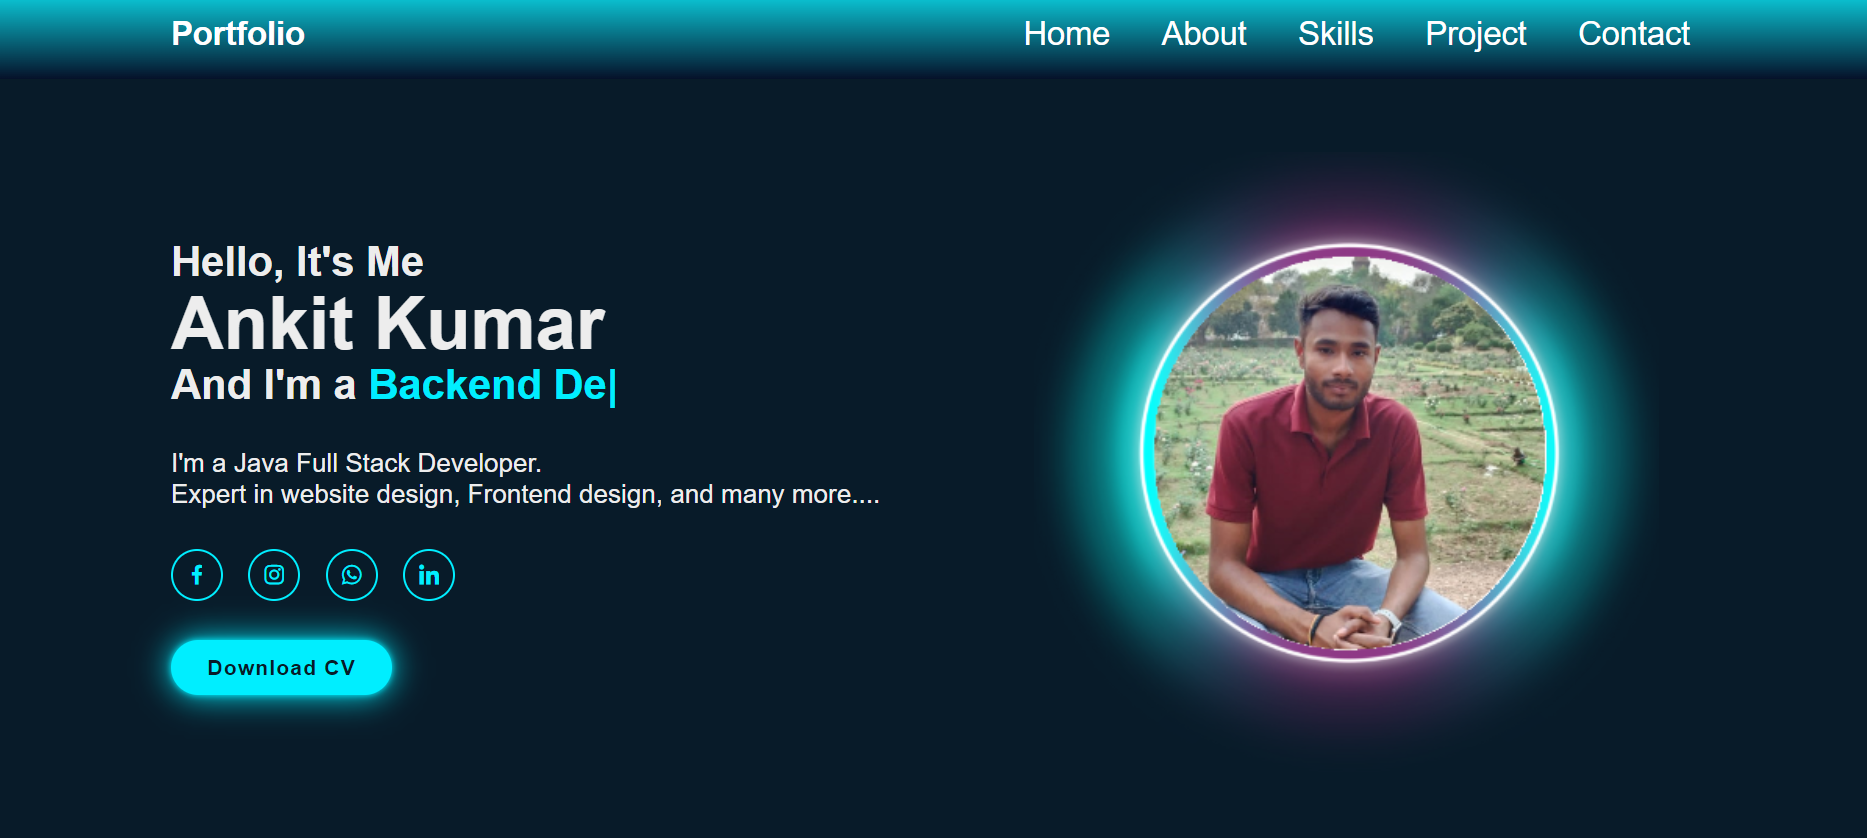 Portfolio
Home About Skills Project Contact
Hello, It's Me
Ankit Kumar
And I'm a Backend De|
I'm a Java Full Stack Developer.
Expert in website design, Frontend design, and many more....
Download CV